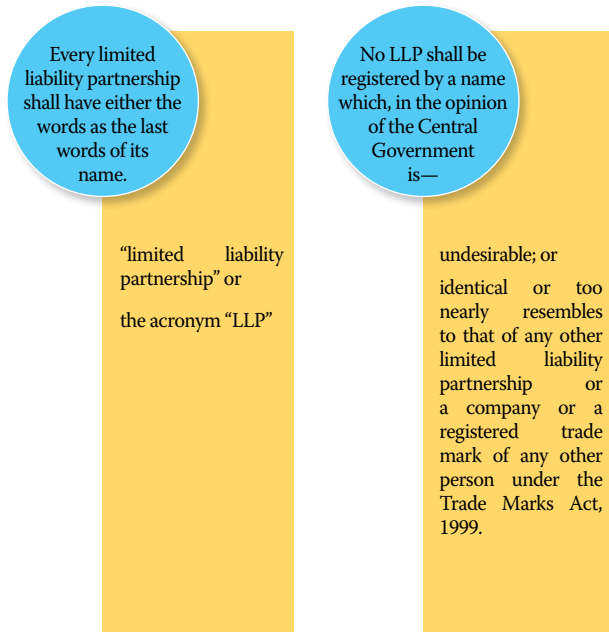 Every limited
liability partnership
shall have either the
words as the last
words of its
name.
“limited liability
partnership” or
the acronym “LLP”
No LLP shall be
registered by a name
which, in the opinion
of the Central
Government
is—
undesirable; or
identical or too
nearly resembles
to that of any other
limited liability
partnership or
a company or a
registered trade
mark of any other
person under the
Trade Marks Act,
1999.